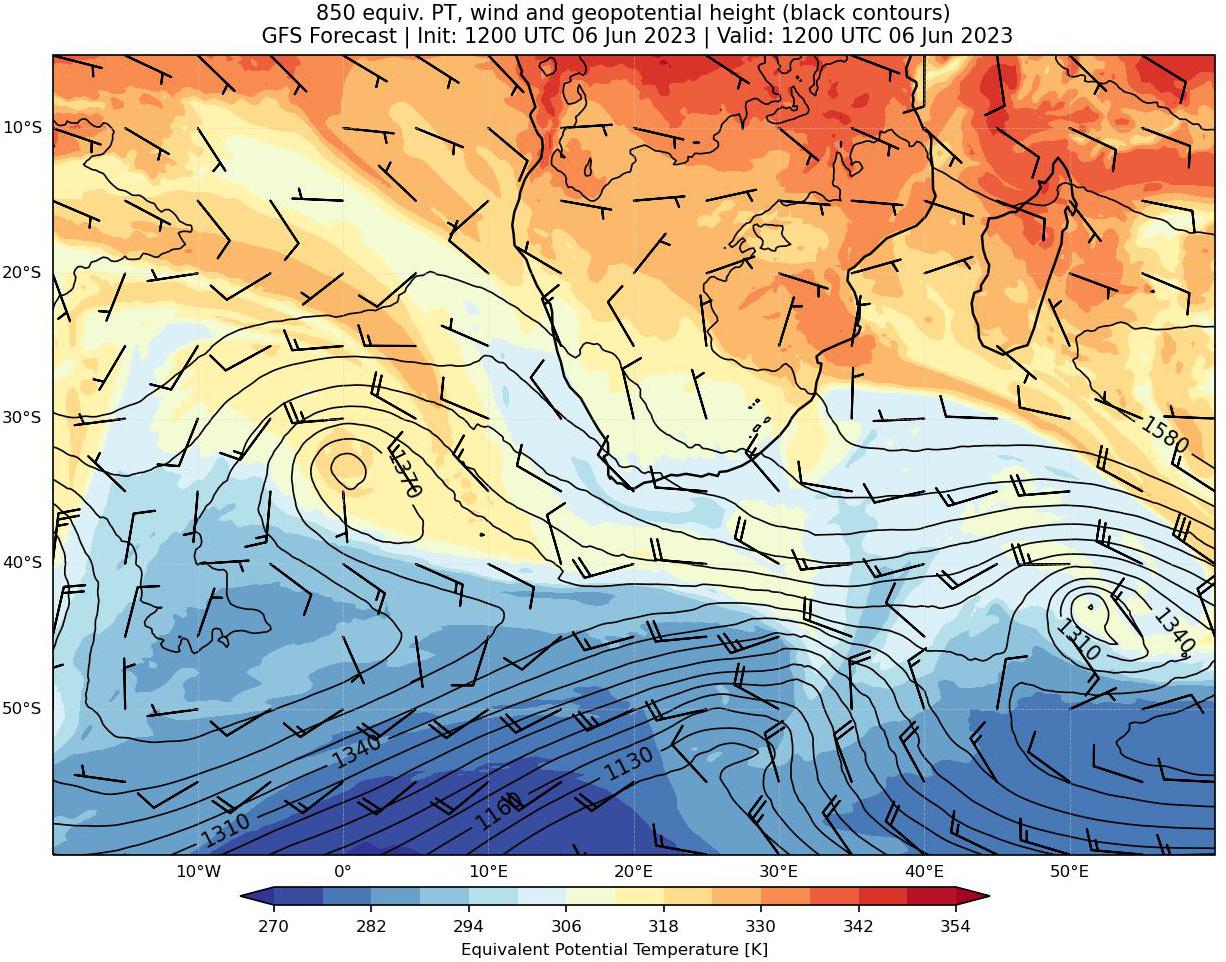 850 equiv. PT, wind and geopotential height (black contours)
GFS Forecast | Init: 1200 UTC 06 Jun 2023 | Valid: 1200 UTC 06 Jun 2023
10°S
20°S
30°S
1580
1370
40°S
1310
1340
50°S
1340
1130
1160
1310
10°W 0° 10°E 20°E 30°E 40°E 50°E
270 282 294 306 318 330 342 354
Equivalent Potential Temperature [K]